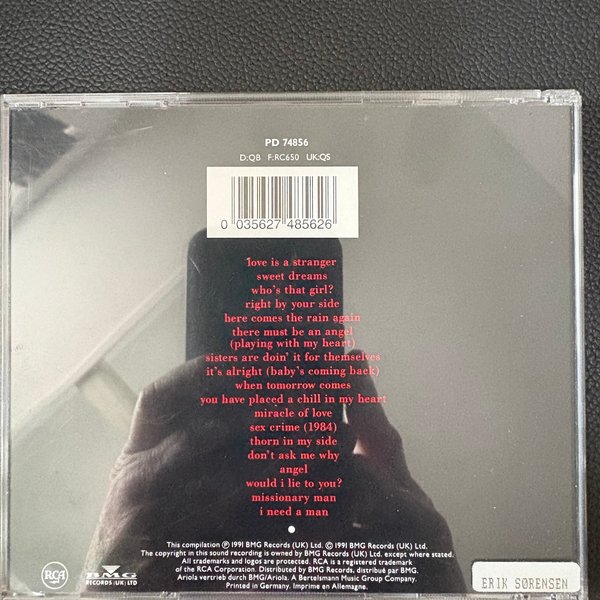 PD 74856
D:QB F:RC650 UK:QS
0 035627 485626
love is a stranger
sweet dreams
who's that girl?
right by your side
here comes the rain again
there must be an angel
(playing with my heart)
sisters are doin' it for themselves
it's alright (baby's coming back)
when tomorrow comes
you have placed a chill in my heart
miracle of love
sex crime (1984)
thorn in my side
don't ask me why
angel
would i lie to you?
missionary man
i need a man
This compilation Ⓟ 1991 BMG Records (UK) Ltd. © 1991 BMG Records (UK) Ltd.
The copyright in this sound recording is owned by BMG Records (UK) Ltd. except where stated.
All trademarks and logos are protected. RCA is a registered trademark
of the RCA Corporation. Distributed by BMG Records. distribué par BMG.
Ariola vertrieb durch BMG/Ariola. A Bertelsmann Music Group Company.
Printed in Germany. Imprime en Allemagne.
RCA
BMG
RECORDS (UK) LTD
ERIK SØRENSEN